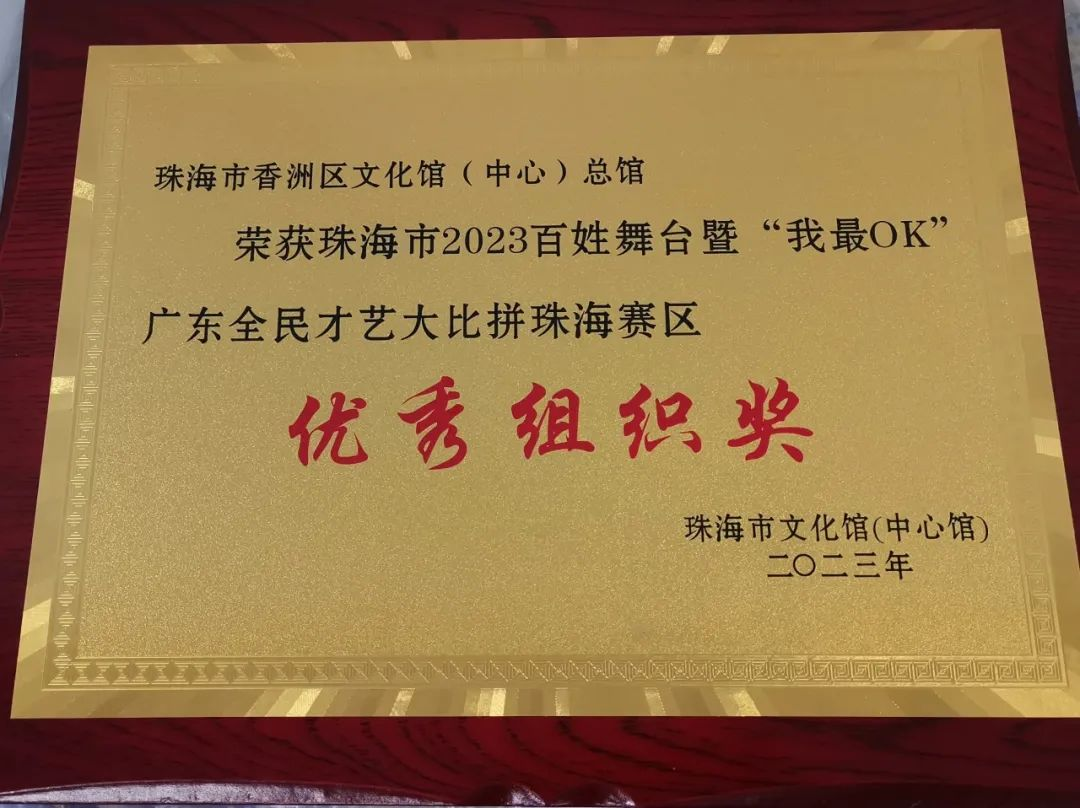 珠海市香洲区文化馆（中心）总馆
荣获珠海市2023百姓舞台暨“我最OK”
广东全民才艺大比拼珠海赛区
优秀组织奖
珠海市文化馆(中心馆)
二〇二三年